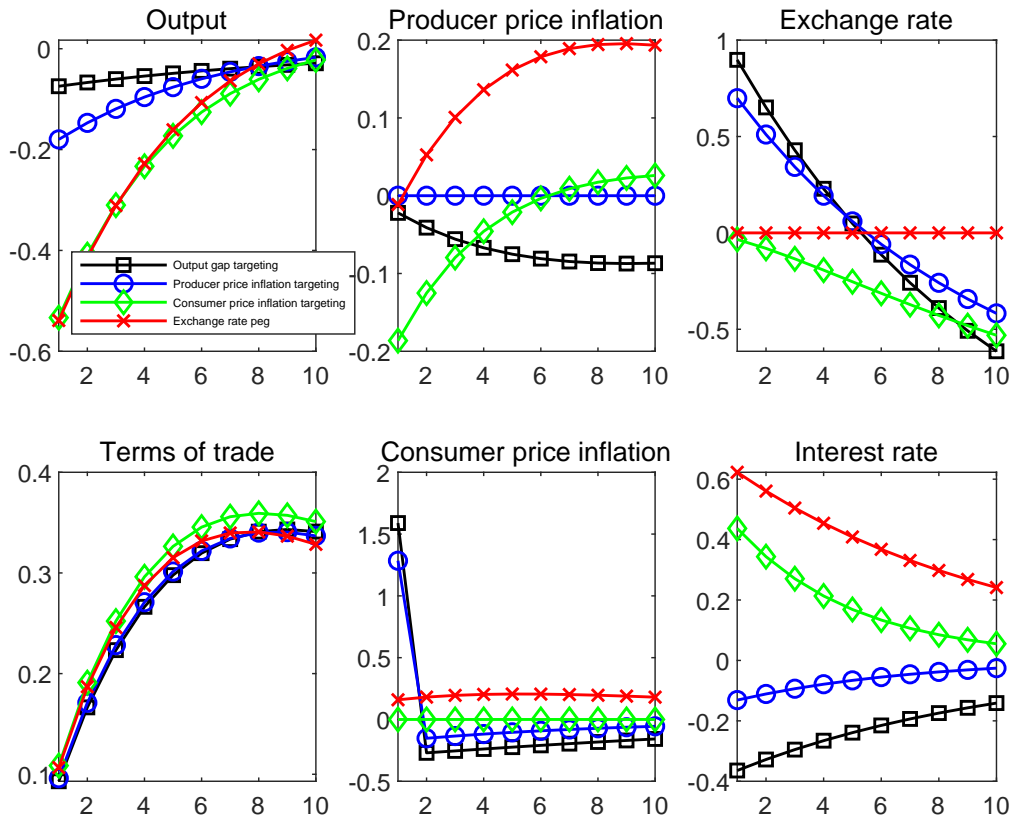 Output
0
-0.2
-0.4
-0.6
2 4 6 8 10
Output gap targeting
Producer price inflation targeting
Consumer price inflation targeting
Exchange rate peg
Producer price inflation
0.2
0.1
0
-0.1
-0.2
2 4 6 8 10
Exchange rate
1
0.5
0
-0.5
2 4 6 8 10
Terms of trade
0.4
0.3
0.2
0.1
2 4 6 8 10
Consumer price inflation
2
1.5
1
0.5
0
-0.5
2 4 6 8 10
Interest rate
0.6
0.4
0.2
0
-0.2
-0.4
2 4 6 8 10